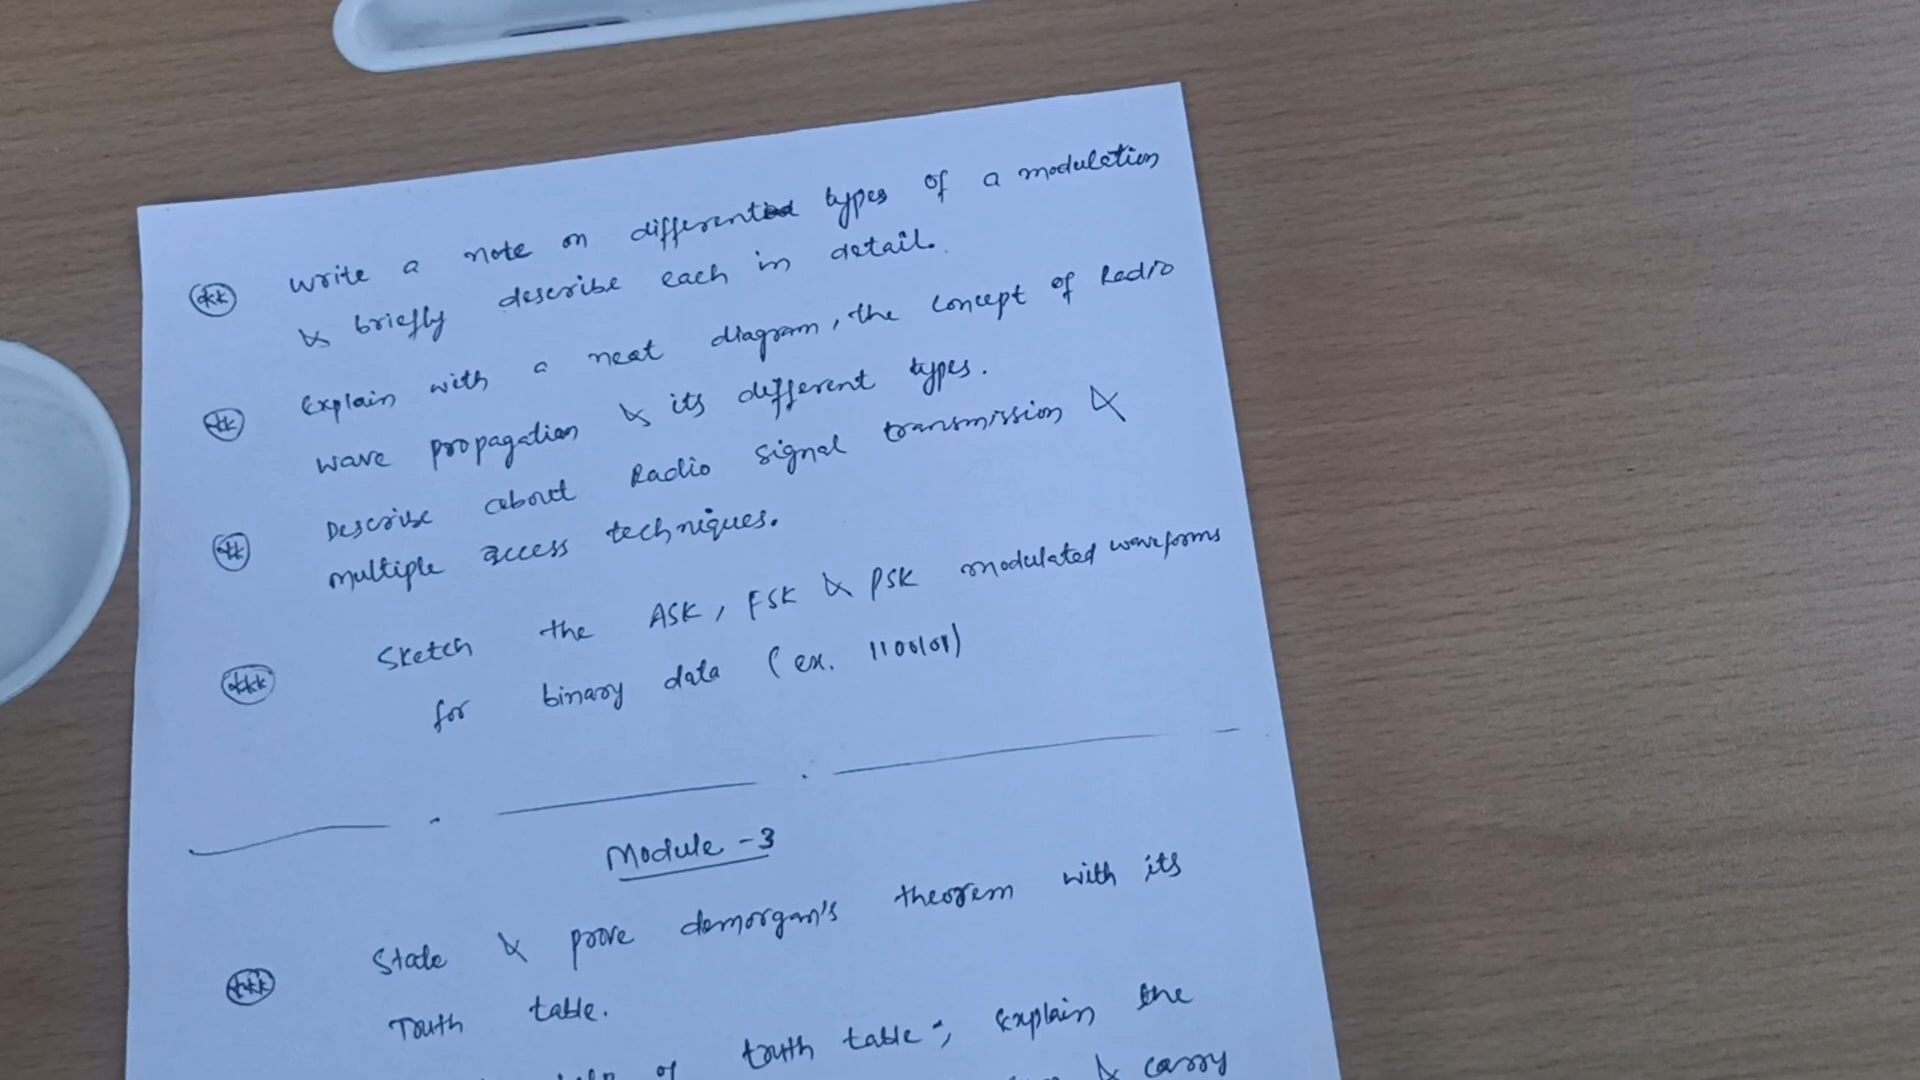 (**) Write a note on different types of a modulation
& briefly describe each in detail.
(**) Explain with a neat diagram, the concept of Radio
wave propagation & its different types.
(**) Describe about Radio signal transmission &
multiple access techniques.
(***) Sketch the ASK, FSK & PSK modulated waveforms
for binary data (ex. 1100101)
Module-3
(***) State & prove demorgan's theorem with its
Truth table.
of truth table, explain the
& carry